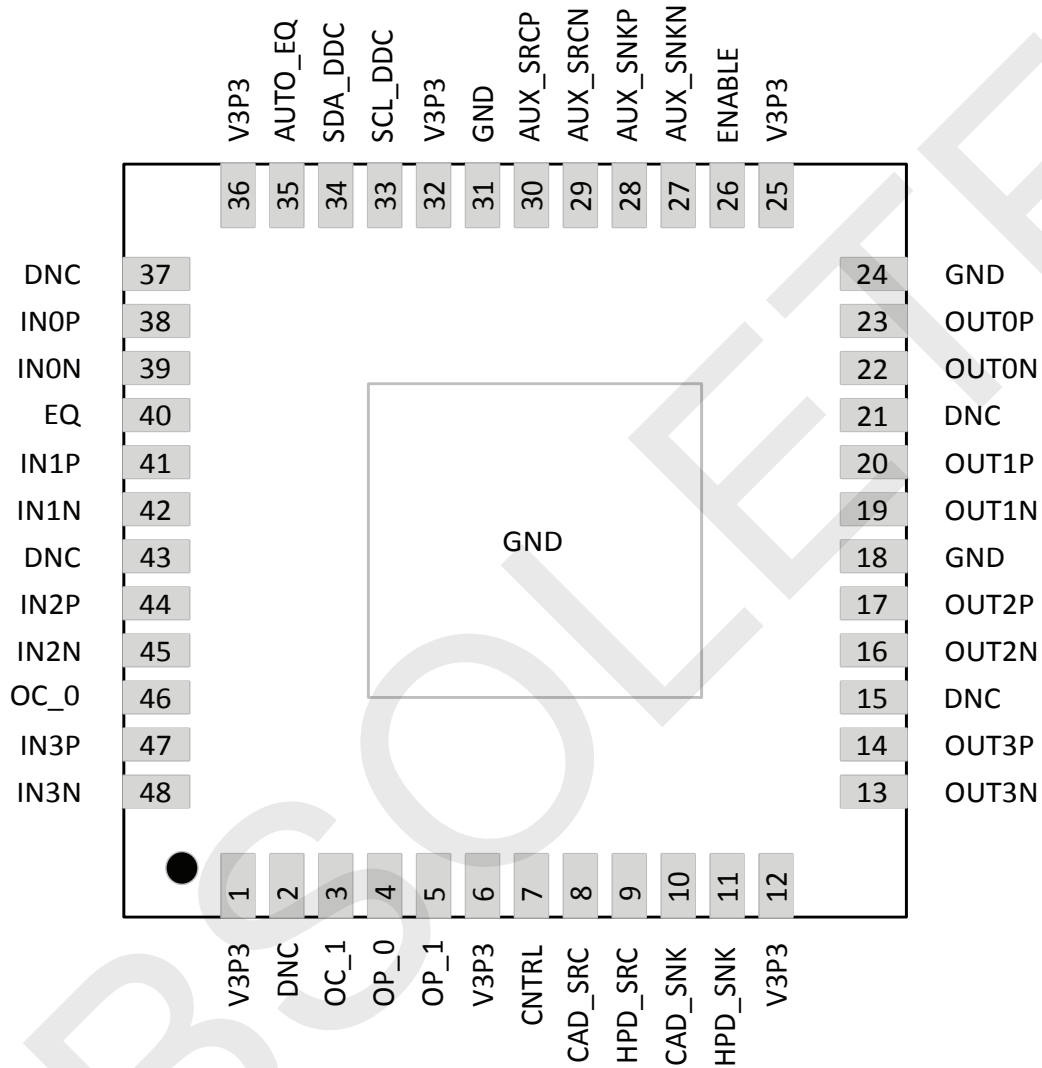 V3P3
AUTO_EQ
SDA_DDC
SCL_DDC
V3P3
GND
AUX_SRCP
AUX_SRCN
AUX_SNKP
AUX_SNKN
ENABLE
V3P3
36
35
34
33
32
31
30
29
28
27
26
25
DNC 37
IN0P 38
IN0N 39
EQ 40
IN1P 41
IN1N 42
DNC 43
IN2P 44
IN2N 45
OC_0 46
IN3P 47
IN3N 48
GND
24 GND
23 OUT0P
22 OUT0N
21 DNC
20 OUT1P
19 OUT1N
18 GND
17 OUT2P
16 OUT2N
15 DNC
14 OUT3P
13 OUT3N
1
2
3
4
5
6
7
8
9
10
11
12
V3P3
DNC
OC_1
OP_0
OP_1
V3P3
CNTRL
CAD_SRC
HPD_SRC
CAD_SNK
HPD_SNK
V3P3
BSOLETE